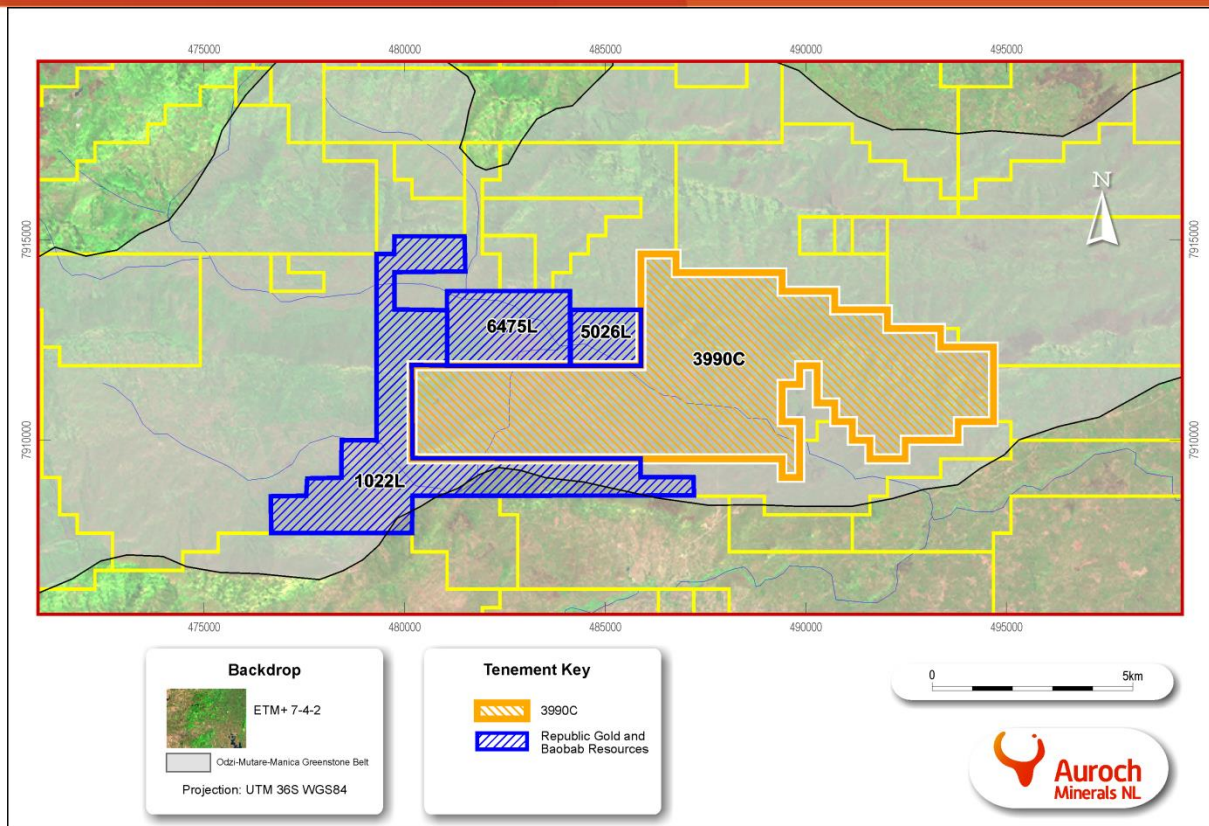 475000 480000 485000 490000 495000
N
7915000 7915000
6475L 5026L
3990C
7910000 7910000
1022L
475000 480000 485000 490000 495000
Backdrop
ETM+ 7-4-2
Odzi-Mutare-Manica Greenstone Belt
Projection: UTM 36S WGS84
Tenement Key
3990C
Republic Gold and
Baobab Resources
0 5km
Auroch
Minerals NL